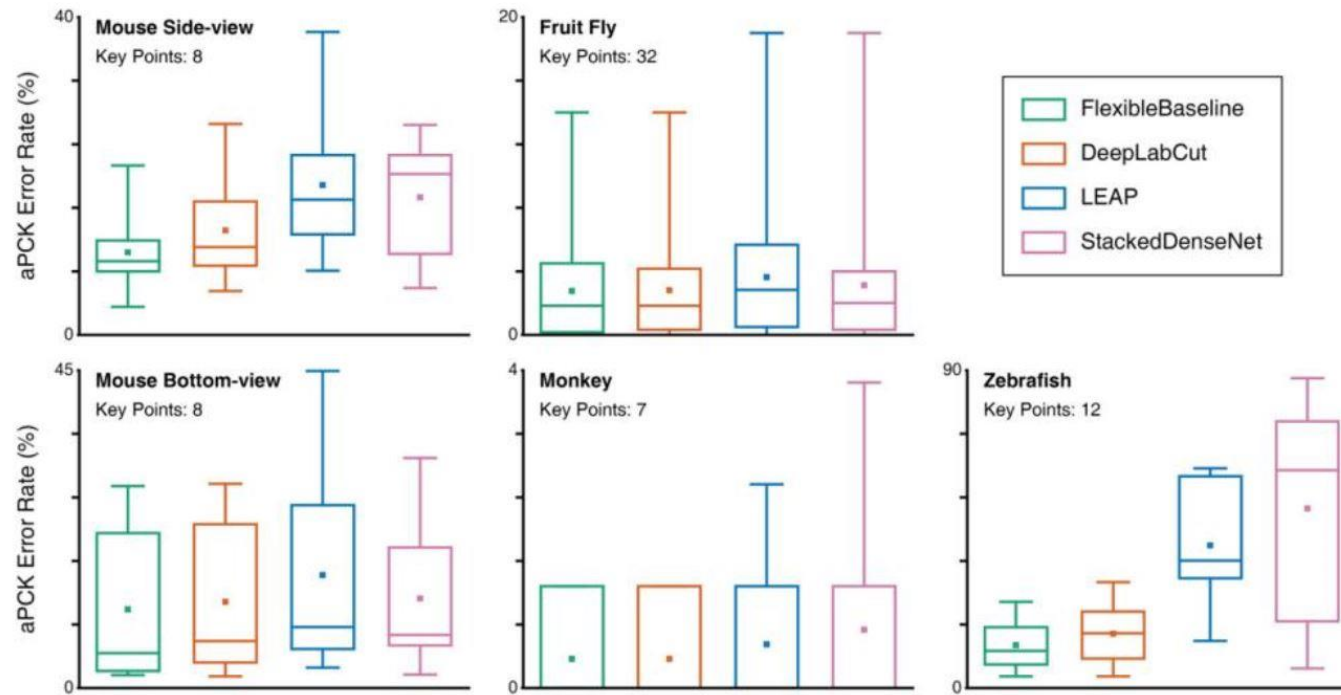 aPCK Error Rate (%)
40
0
Mouse Side-view
Key Points: 8
20
0
Fruit Fly
Key Points: 32
FlexibleBaseline
DeepLabCut
LEAP
StackedDenseNet
aPCK Error Rate (%)
45
0
Mouse Bottom-view
Key Points: 8
4
0
Monkey
Key Points: 7
90
0
Zebrafish
Key Points: 12